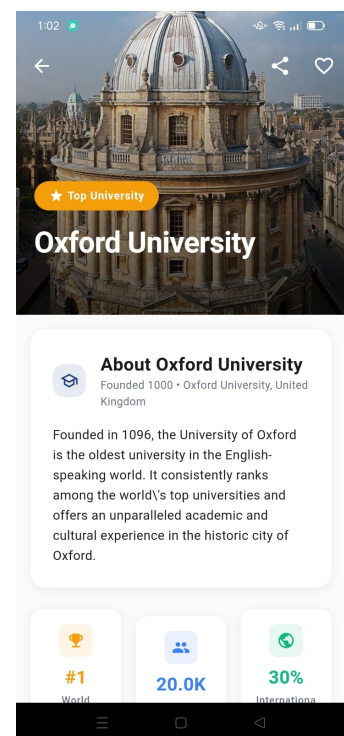 1:02
Top University
Oxford University
About Oxford University
Founded 1000 • Oxford University, United
Kingdom
Founded in 1096, the University of Oxford
is the oldest university in the English-
speaking world. It consistently ranks
among the world\'s top universities and
offers an unparalleled academic and
cultural experience in the historic city of
Oxford.
#1
World
20.0K
30%
Internationa